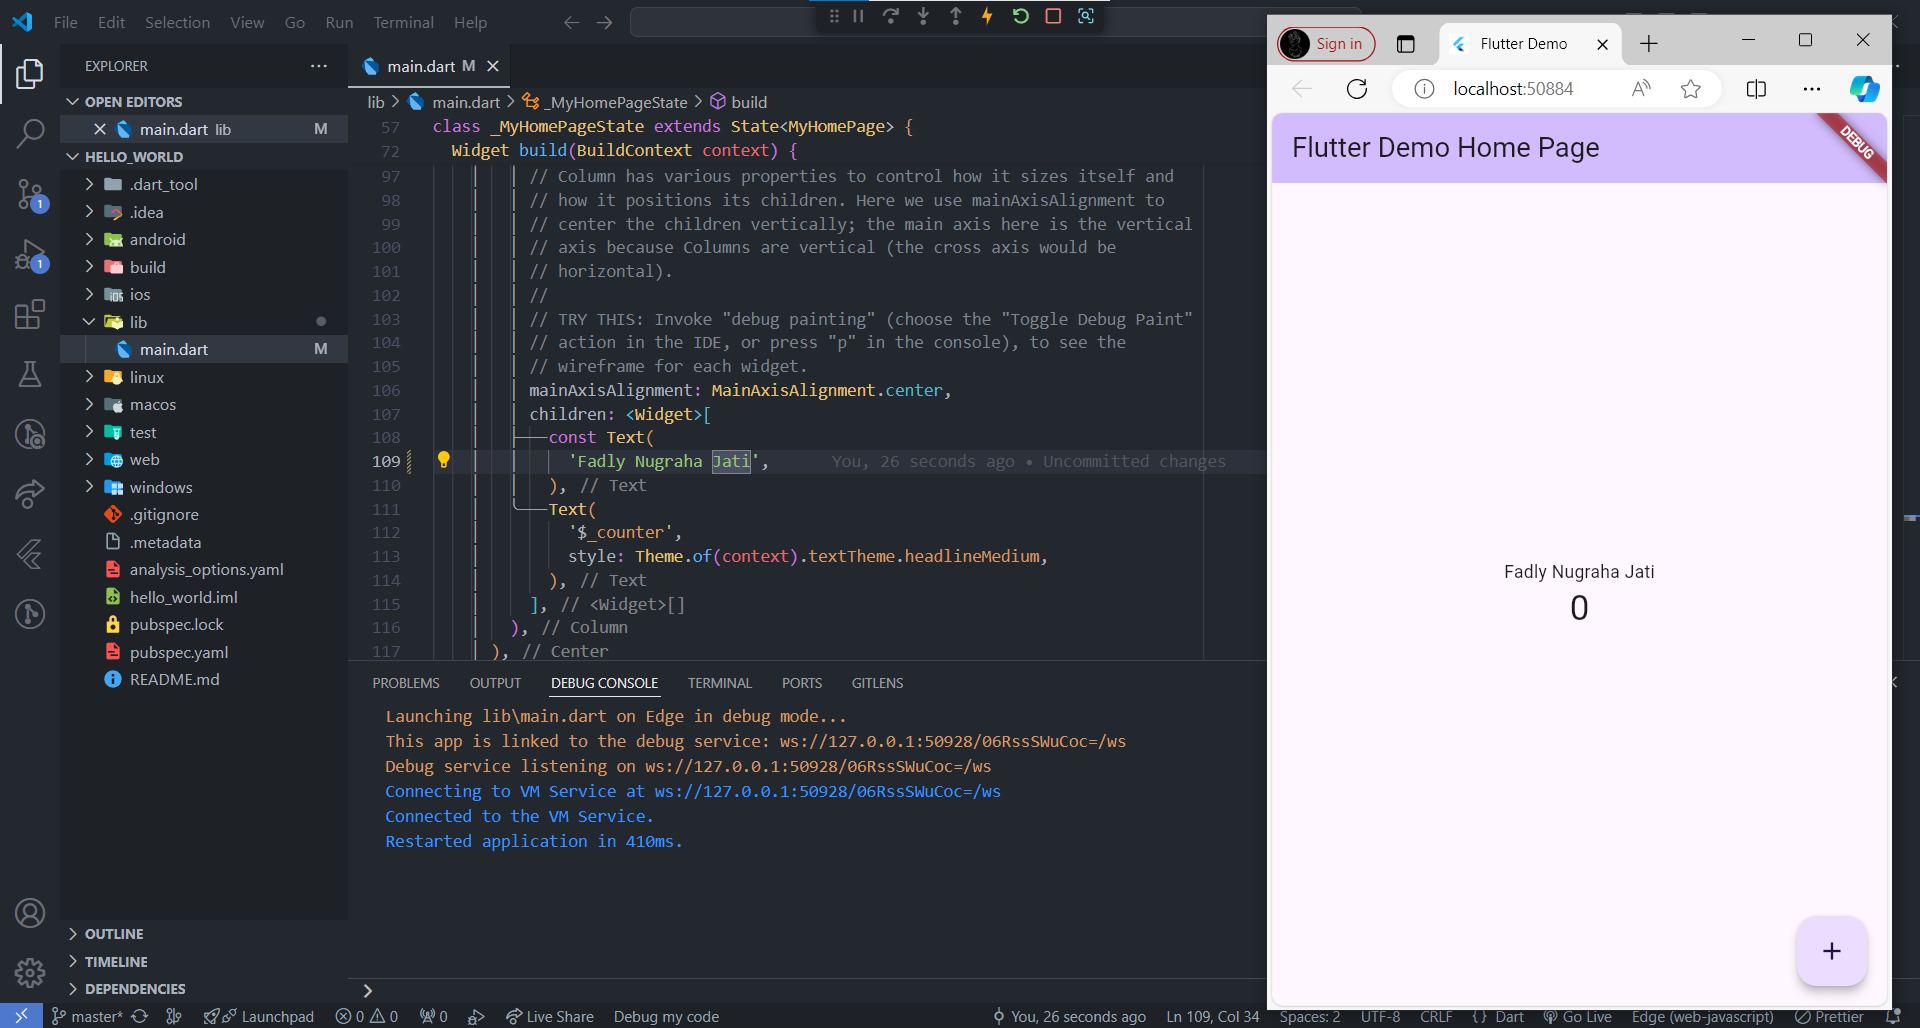 File Edit Selection View Go Run Terminal Help
EXPLORER
OPEN EDITORS
main.dart lib M
HELLO_WORLD
.dart_tool
.idea
android
build
ios
lib
main.dart M
linux
macos
test
web
windows
.gitignore
.metadata
analysis_options.yaml
hello_world.iml
pubspec.lock
pubspec.yaml
README.md
OUTLINE
TIMELINE
DEPENDENCIES
1
1
main.dart M
lib > main.dart > _MyHomePageState > build
57 class _MyHomePageState extends State<MyHomePage> {
72 Widget build(BuildContext context) {
97 // Column has various properties to control how it sizes itself and
98 // how it positions its children. Here we use mainAxisAlignment to
99 // center the children vertically; the main axis here is the vertical
100 // axis because Columns are vertical (the cross axis would be
101 // horizontal).
102 //
103 // TRY THIS: Invoke "debug painting" (choose the "Toggle Debug Paint"
104 // action in the IDE, or press "p" in the console), to see the
105 // wireframe for each widget.
106 mainAxisAlignment: MainAxisAlignment.center,
107 children: <Widget>[
108 const Text(
109 'Fadly Nugraha Jati', You, 26 seconds ago • Uncommitted changes
110 ), // Text
111 Text(
112 '$_counter',
113 style: Theme.of(context).textTheme.headlineMedium,
114 ), // Text
115 ], // <Widget>[]
116 ), // Column
117 ), // Center
PROBLEMS OUTPUT DEBUG CONSOLE TERMINAL PORTS GITLENS
Launching lib\main.dart on Edge in debug mode...
This app is linked to the debug service: ws://127.0.0.1:50928/06RssSWuCoc=/ws
Debug service listening on ws://127.0.0.1:50928/06RssSWuCoc=/ws
Connecting to VM Service at ws://127.0.0.1:50928/06RssSWuCoc=/ws
Connected to the VM Service.
Restarted application in 410ms.
Sign in
Flutter Demo
localhost:50884
Flutter Demo Home Page
DEBUG
Fadly Nugraha Jati
0
+
master* Launchpad 0 0 0 Live Share Debug my code You, 26 seconds ago Ln 109, Col 34 Spaces: 2 UTF-8 CRLF {} Dart Go Live Edge (web-javascript) Prettier